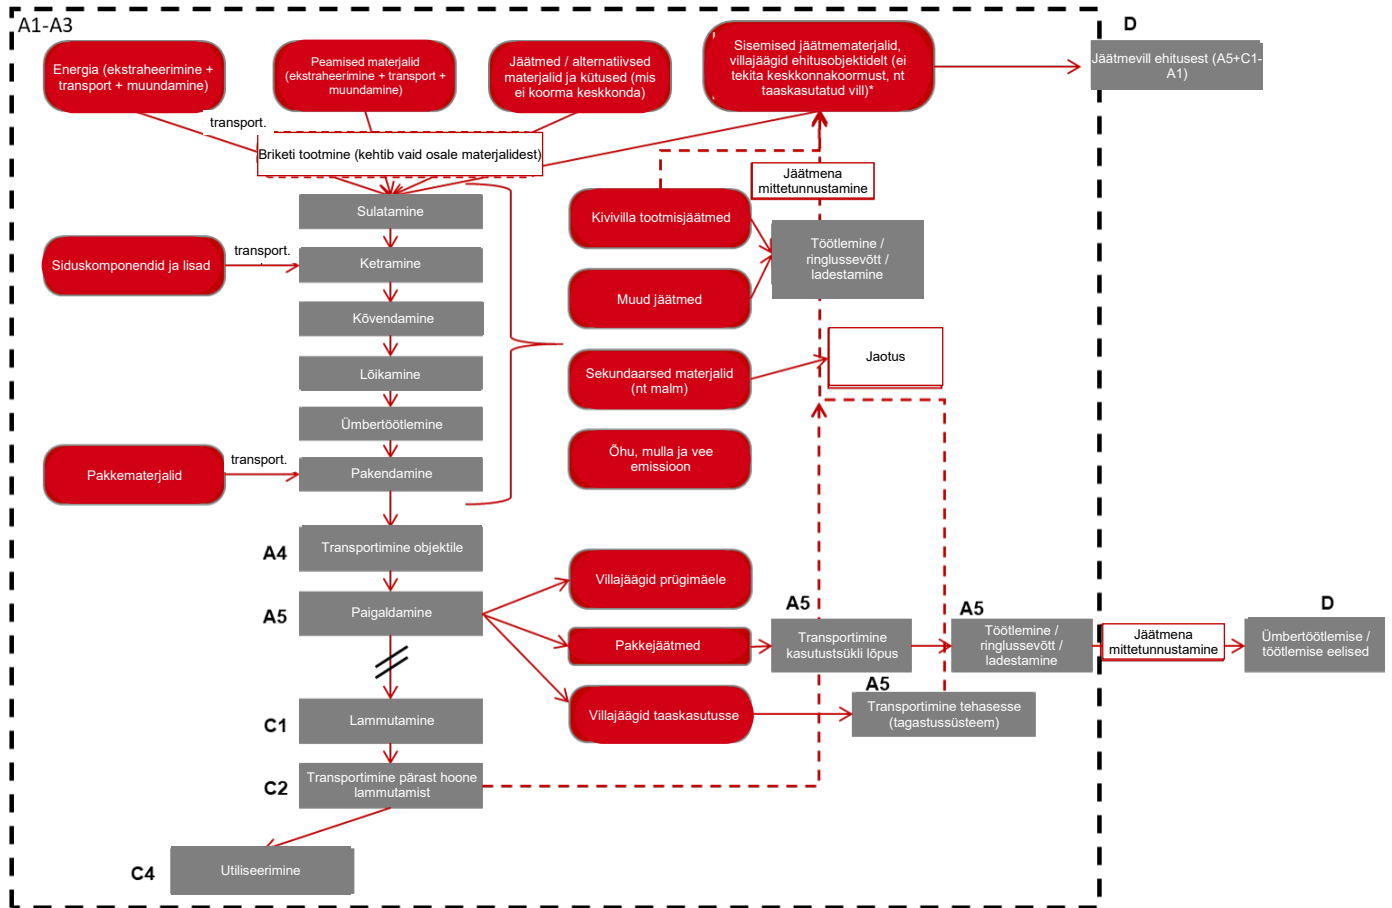 A1-A3
D
Energia (ekstraheerimine +
transport + muundamine)
Peamised materjalid
(ekstraheerimine + transport +
muundamine)
Jäätmed / alternatiivsed
materjalid ja kütused (mis
ei koorma keskkonda)
Sisemised jäätmematerjalid,
villajäägid ehitusobjektidelt (ei
tekita keskkonnakoormust, nt
taaskasutatud vill)*
Jäätmevill ehitusest (A5+C1-
A1)
transport.
Briketi tootmine (kehtib vaid osale materjalidest)
Jäätmena
mittetunnustamine
Sulatamine
Kivivilla tootmisjäätmed
Töötlemine /
ringlussevõtt /
ladestamine
Siduskomponendid ja lisad
transport.
Ketramine
Muud jäätmed
Kõvendamine
Jaotus
Lõikamine
Sekundaarsed materjalid
(nt malm)
Ümbertöötlemine
Õhu, mulla ja vee
emissioon
Pakkematerjalid
transport.
Pakendamine
A4
Transportimine objektile
Villajäägid prügimäele
A5
Paigaldamine
A5
A5
D
Pakkejäätmed
Transportimine
kasutustsükli lõpus
Töötlemine /
ringlussevõtt /
ladestamine
Jäätmena
mittetunnustamine
Ümbertöötlemise /
töötlemise eelised
A5
C1
Lammutamine
Villajäägid taaskasutusse
Transportimine tehasesse
(tagastussüsteem)
C2
Transportimine pärast hoone
lammutamist
C4
Utiliseerimine